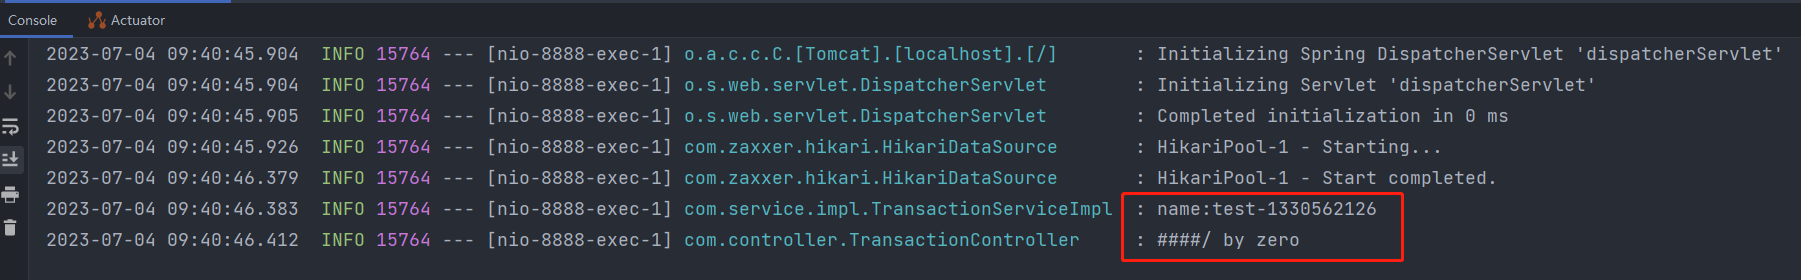 Console Actuator
2023-07-04 09:40:45.904  INFO 15764 --- [nio-8888-exec-1] o.a.c.c.C.[Tomcat].[localhost].[/]       : Initializing Spring DispatcherServlet 'dispatcherServlet'
2023-07-04 09:40:45.904  INFO 15764 --- [nio-8888-exec-1] o.s.web.servlet.DispatcherServlet        : Initializing Servlet 'dispatcherServlet'
2023-07-04 09:40:45.905  INFO 15764 --- [nio-8888-exec-1] o.s.web.servlet.DispatcherServlet        : Completed initialization in 0 ms
2023-07-04 09:40:45.926  INFO 15764 --- [nio-8888-exec-1] com.zaxxer.hikari.HikariDataSource       : HikariPool-1 - Starting...
2023-07-04 09:40:46.379  INFO 15764 --- [nio-8888-exec-1] com.zaxxer.hikari.HikariDataSource       : HikariPool-1 - Start completed.
2023-07-04 09:40:46.383  INFO 15764 --- [nio-8888-exec-1] com.service.impl.TransactionServiceImpl  : name:test-1330562126
2023-07-04 09:40:46.412  INFO 15764 --- [nio-8888-exec-1] com.controller.TransactionController     : ####/ by zero